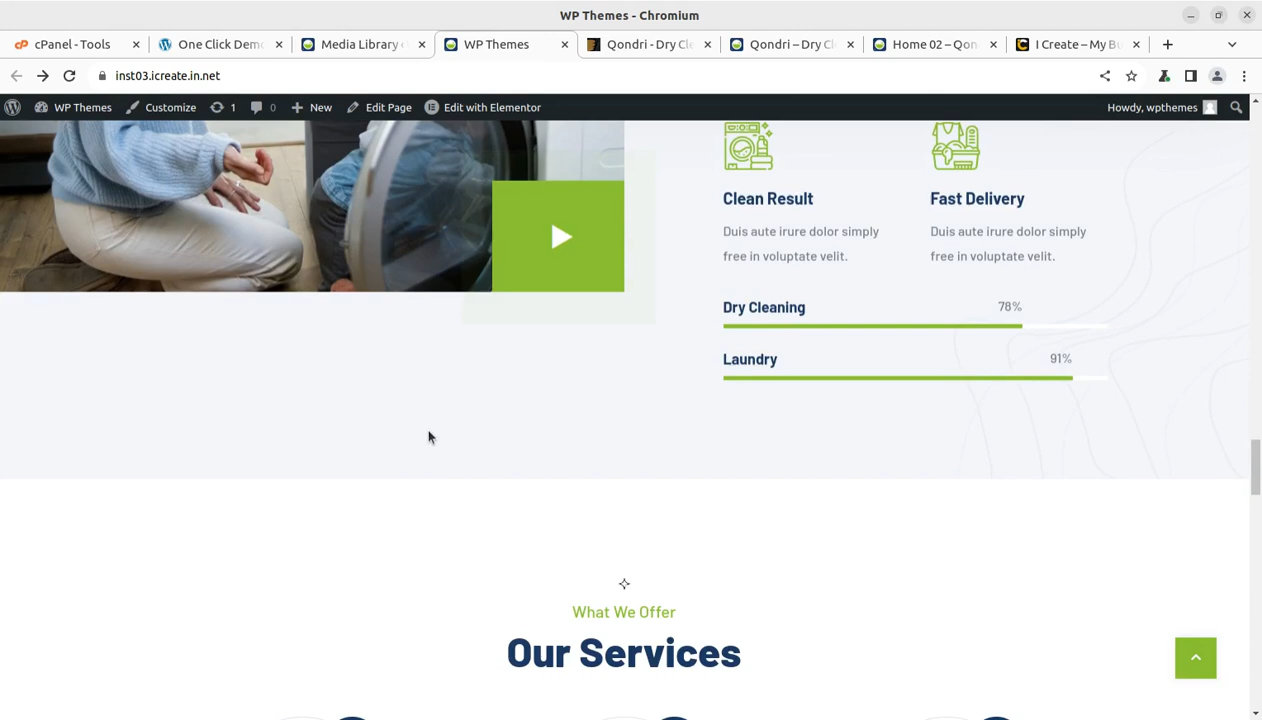 WP Themes - Chromium
cPanel - Tools
One Click Demo
Media Library
WP Themes
Qondri - Dry Cle
Qondri – Dry Cl
Home 02 – Qon
I Create – My Bu
inst03.icreate.in.net
WP Themes
Customize
1
0
New
Edit Page
Edit with Elementor
Howdy, wpthemes
Clean Result
Duis aute irure dolor simply
free in voluptate velit.
Fast Delivery
Duis aute irure dolor simply
free in voluptate velit.
Dry Cleaning
78%
Laundry
91%
What We Offer
Our Services